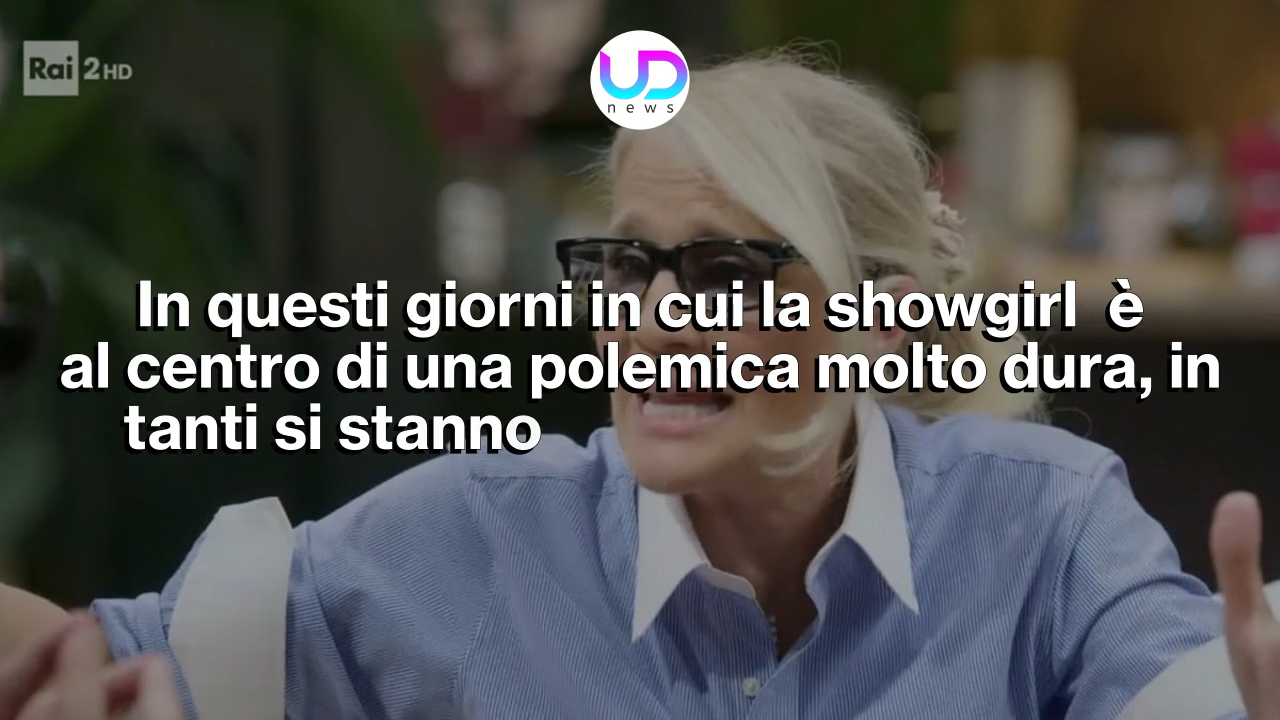 Rai 2HD
UD
news
In questi giorni in cui la showgirl è
al centro di una polemica molto dura, in
tanti si stanno